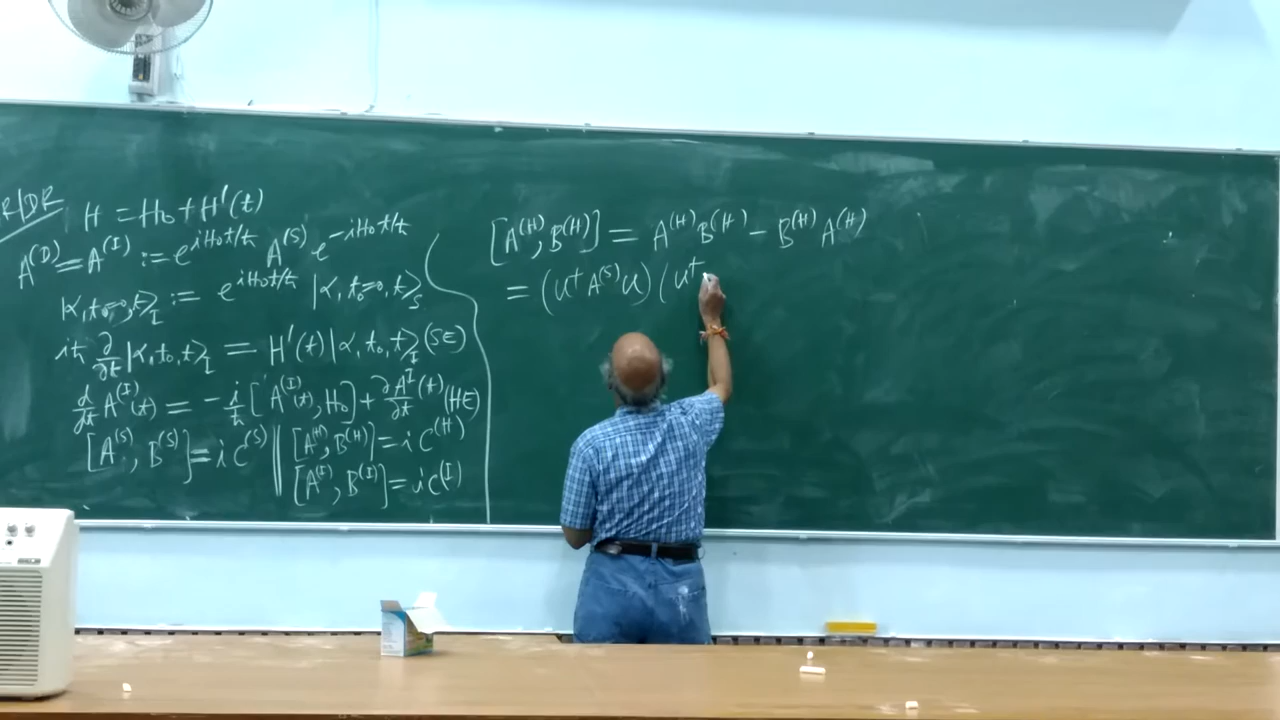 R/DR H = H₀ + H'(t)
A^(D) = A^(I) := e^{iH₀t/ħ} A^(S) e^{-iH₀t/ħ}
|α, t₀=0, t⟩_I := e^{iH₀t/ħ} |α, t₀=0, t⟩_S
iħ ∂/∂t |α, t₀, t⟩_I = H'(t) |α, t₀, t⟩_I (SE)
d/dt A^(I)(t) = -i/ħ [A^(I)(t), H₀] + ∂A^I/∂t (t) (HE)
[A^(S), B^(S)] = i C^(S) || [A^(H), B^(H)] = i C^(H)
[A^(I), B^(I)] = i C^(I)
[A^(H), B^(H)] = A^(H) B^(H) - B^(H) A^(H)
= (U† A^(S) U) (U†